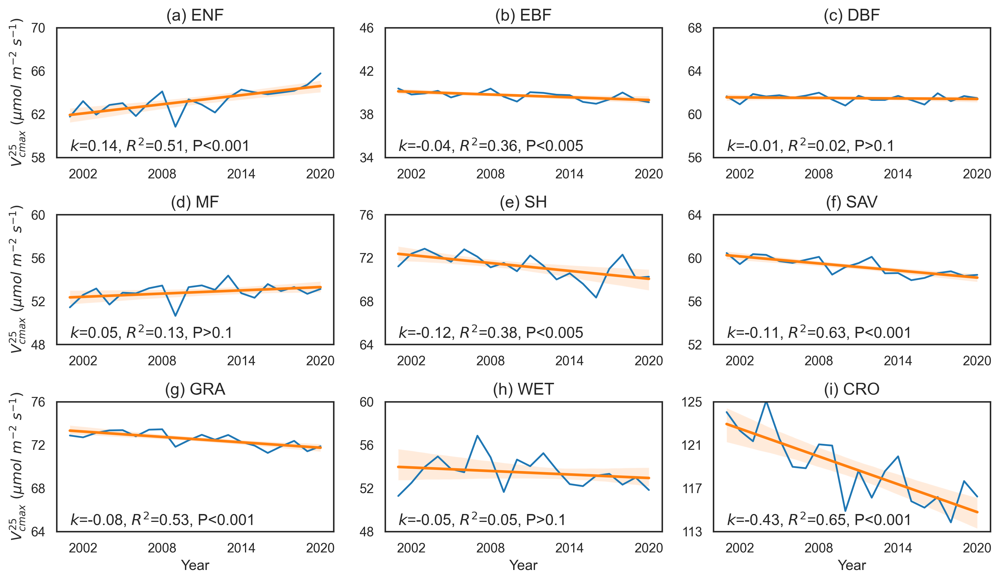 (a) ENF
(b) EBF
(c) DBF
V_{cmax}^{25} (μmol m^{-2} s^{-1})
70
66
62
58
k=0.14, R^2=0.51, P<0.001
2002 2008 2014 2020
46
42
38
34
k=-0.04, R^2=0.36, P<0.005
2002 2008 2014 2020
68
64
60
56
k=-0.01, R^2=0.02, P>0.1
2002 2008 2014 2020
(d) MF
(e) SH
(f) SAV
V_{cmax}^{25} (μmol m^{-2} s^{-1})
60
56
52
48
k=0.05, R^2=0.13, P>0.1
2002 2008 2014 2020
76
72
68
64
k=-0.12, R^2=0.38, P<0.005
2002 2008 2014 2020
64
60
56
52
k=-0.11, R^2=0.63, P<0.001
2002 2008 2014 2020
(g) GRA
(h) WET
(i) CRO
V_{cmax}^{25} (μmol m^{-2} s^{-1})
76
72
68
64
k=-0.08, R^2=0.53, P<0.001
2002 2008 2014 2020
Year
60
56
52
48
k=-0.05, R^2=0.05, P>0.1
2002 2008 2014 2020
Year
125
121
117
113
k=-0.43, R^2=0.65, P<0.001
2002 2008 2014 2020
Year